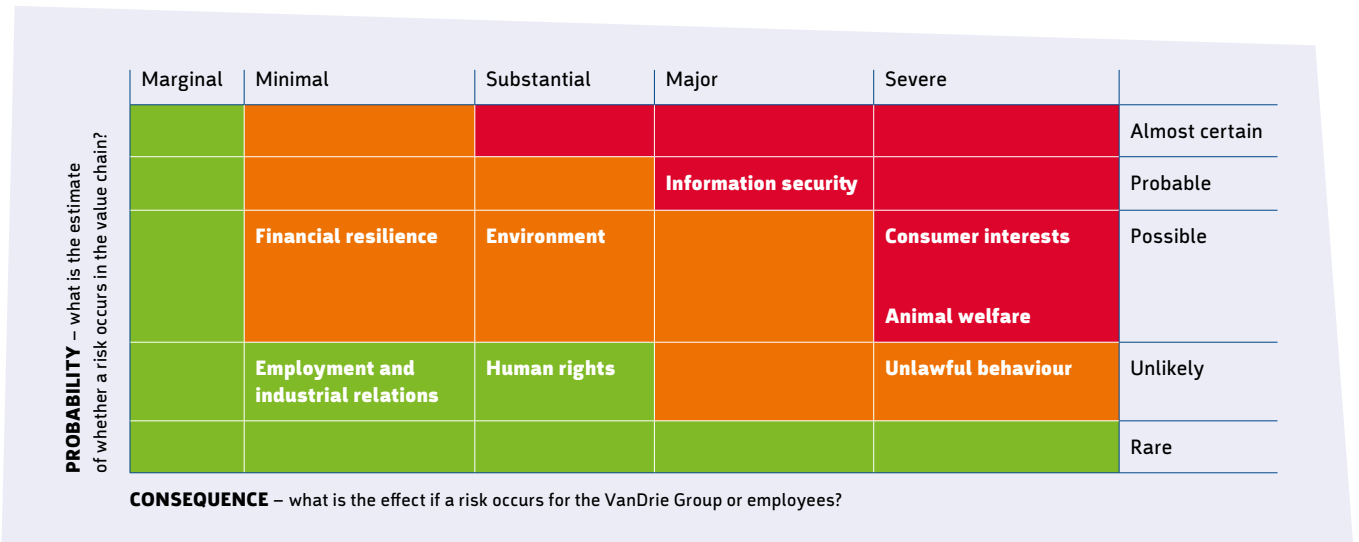 Marginal Minimal Substantial Major Severe
Almost certain
Information security Probable
Financial resilience Environment Consumer interests Possible
Animal welfare
Employment and Human rights Unlawful behaviour Unlikely
industrial relations
Rare
PROBABILITY – what is the estimate
of whether a risk occurs in the value chain?
CONSEQUENCE – what is the effect if a risk occurs for the VanDrie Group or employees?